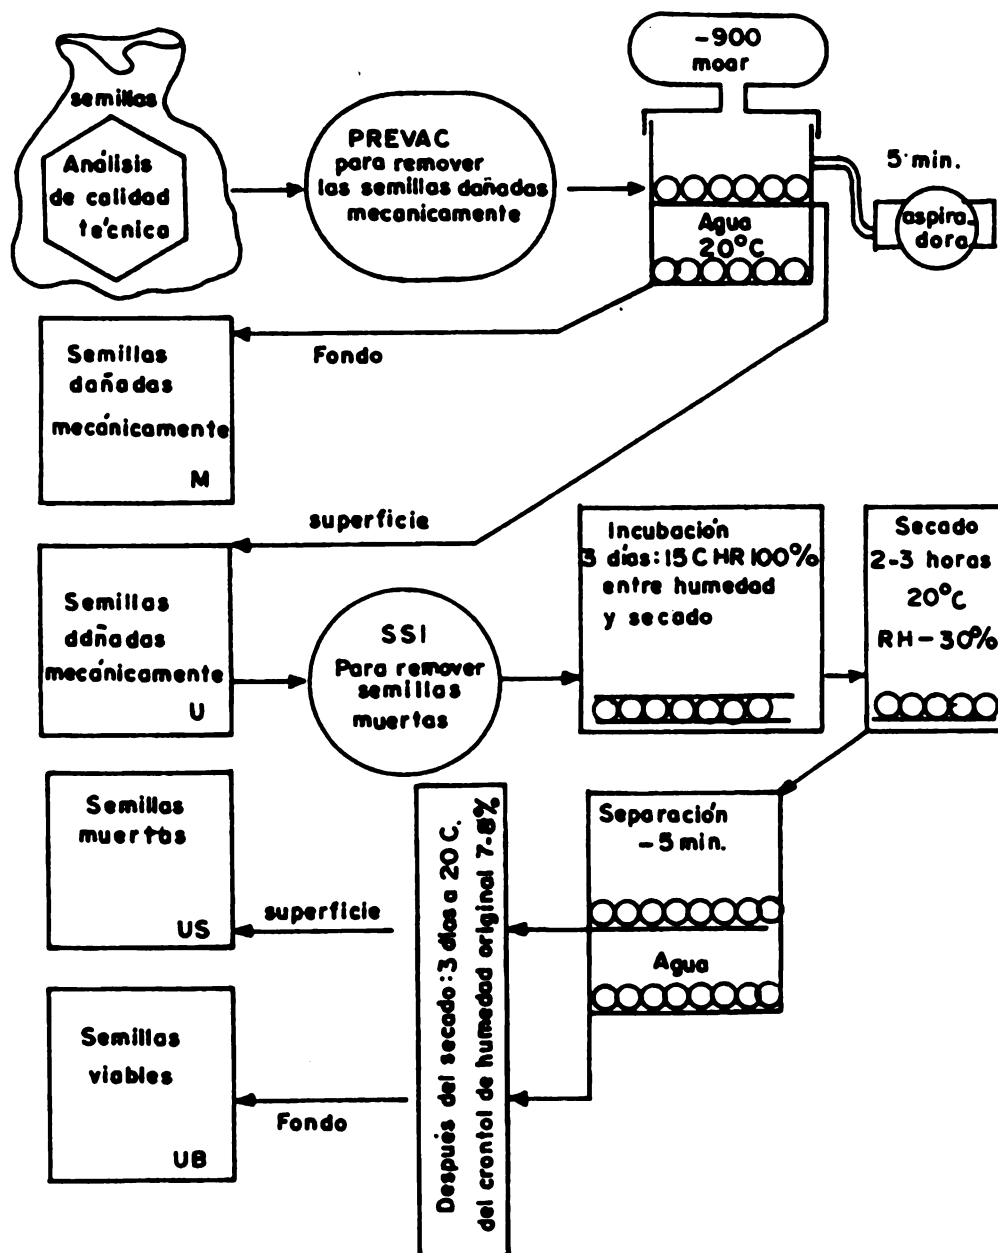 semillas
Análisis
de calidad
técnica
PREVAC
para remover
las semillas dañadas
mecanicamente
-900
moar
Agua
20°C
5 min.
aspira-
dora
Fondo
Semillas
dañadas
mecánicamente
M
superficie
Semillas
ddñadas
mecánicamente
U
SSI
Para remover
semillas
muertas
Incubación
3 días: 15 C HR 100%
entre humedad
y secado
Secado
2-3 horas
20°C
RH - 30%
Separación
- 5 min.
Agua
Después del secado: 3 días a 20 C.
del crontol de humedad original 7-8%
superficie
Semillas
muertas
US
Fondo
Semillas
viables
UB